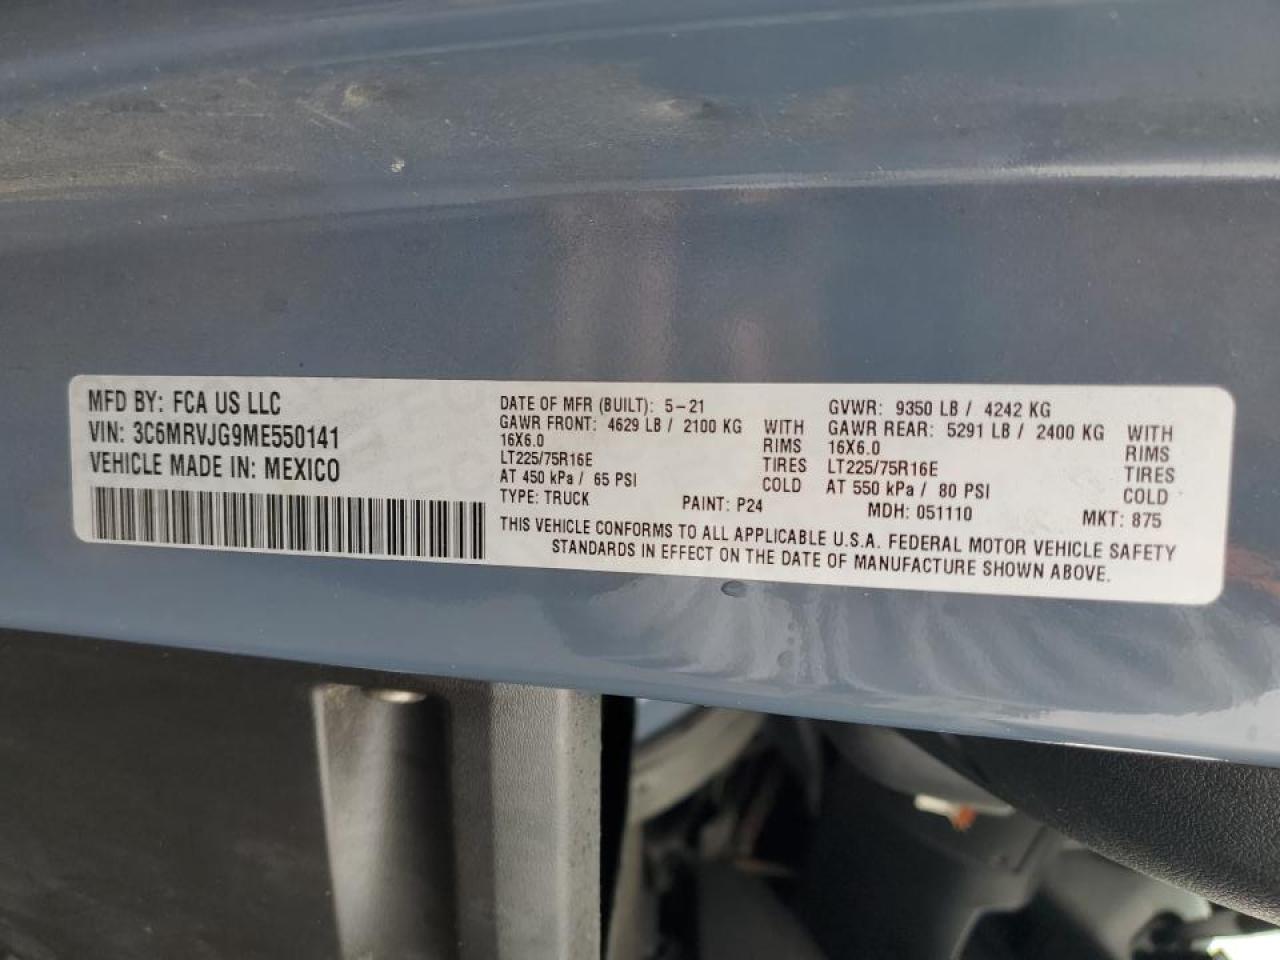 MFD BY: FCA US LLC
VIN: 3C6MRVJG9ME550141
VEHICLE MADE IN: MEXICO
DATE OF MFR (BUILT): 5-21
GAWR FRONT: 4629 LB / 2100 KG WITH
16X6.0 RIMS
LT225/75R16E TIRES
AT 450 kPa / 65 PSI COLD
TYPE: TRUCK PAINT: P24
GVWR: 9350 LB / 4242 KG
GAWR REAR: 5291 LB / 2400 KG WITH
16X6.0 RIMS
LT225/75R16E TIRES
AT 550 kPa / 80 PSI COLD
MDH: 051110 MKT: 875
THIS VEHICLE CONFORMS TO ALL APPLICABLE U.S.A. FEDERAL MOTOR VEHICLE SAFETY
STANDARDS IN EFFECT ON THE DATE OF MANUFACTURE SHOWN ABOVE.